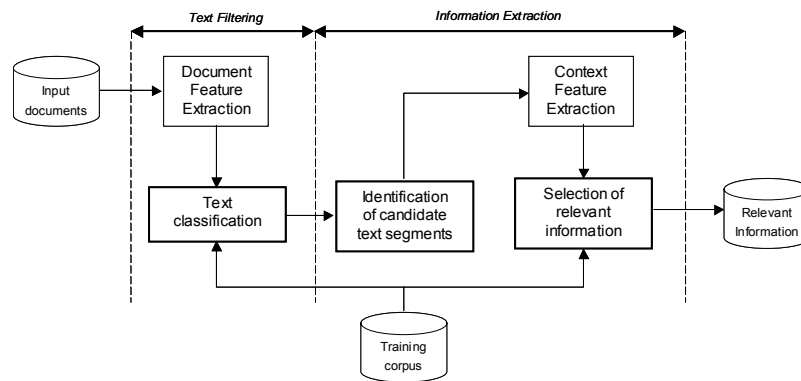 Text Filtering
Information Extraction
Input
documents
Document
Feature
Extraction
Context
Feature
Extraction
Text
classification
Identification
of candidate
text segments
Selection of
relevant
information
Relevant
Information
Training
corpus